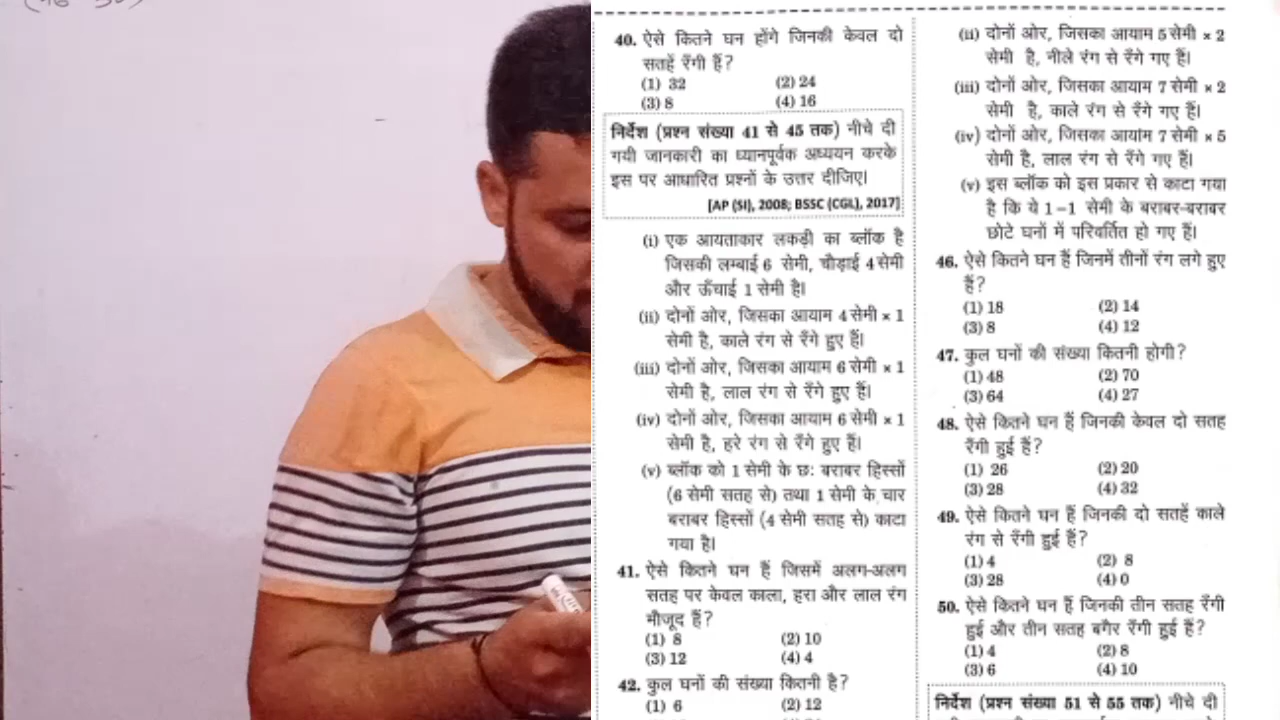 40. ऐसे कितने घन होंगे जिनकी केवल दो
सतहें रँगी हैं?
(1) 32 (2) 24
(3) 8 (4) 16
निर्देश (प्रश्न संख्या 41 से 45 तक) नीचे दी
गयी जानकारी का ध्यानपूर्वक अध्ययन करके
इस पर आधारित प्रश्नों के उत्तर दीजिए।
[AP (SI), 2008; BSSC (CGL), 2017]
(i) एक आयताकार लकड़ी का ब्लॉक है
जिसकी लम्बाई 6 सेमी, चौड़ाई 4 सेमी
और ऊँचाई 1 सेमी है।
(ii) दोनों ओर, जिसका आयाम 4 सेमी × 1
सेमी है, काले रंग से रँगे हुए हैं।
(iii) दोनों ओर, जिसका आयाम 6 सेमी × 1
सेमी है, लाल रंग से रँगे हुए हैं।
(iv) दोनों ओर, जिसका आयाम 6 सेमी × 1
सेमी है, हरे रंग से रँगे हुए हैं।
(v) ब्लॉक को 1 सेमी के छः बराबर हिस्सों
(6 सेमी सतह से) तथा 1 सेमी के चार
बराबर हिस्सों (4 सेमी सतह से) काटा
गया है।
41. ऐसे कितने घन हैं जिसमें अलग-अलग
सतह पर केवल काला, हरा और लाल रंग
मौजूद हैं?
(1) 8 (2) 10
(3) 12 (4) 4
42. कुल घनों की संख्या कितनी है?
(1) 6 (2) 12
(ii) दोनों ओर, जिसका आयाम 5 सेमी × 2
सेमी है, नीले रंग से रँगे गए हैं।
(iii) दोनों ओर, जिसका आयाम 7 सेमी × 2
सेमी है, काले रंग से रँगे गए हैं।
(iv) दोनों ओर, जिसका आयाम 7 सेमी × 5
सेमी है, लाल रंग से रँगे गए हैं।
(v) इस ब्लॉक को इस प्रकार से काटा गया
है कि ये 1-1 सेमी के बराबर-बराबर
छोटे घनों में परिवर्तित हो गए हैं।
46. ऐसे कितने घन हैं जिनमें तीनों रंग लगे हुए
हैं?
(1) 18 (2) 14
(3) 8 (4) 12
47. कुल घनों की संख्या कितनी होगी?
(1) 48 (2) 70
(3) 64 (4) 27
48. ऐसे कितने घन हैं जिनकी केवल दो सतह
रँगी हुई हैं?
(1) 26 (2) 20
(3) 28 (4) 32
49. ऐसे कितने घन हैं जिनकी दो सतहें काले
रंग से रँगी हुई हैं?
(1) 4 (2) 8
(3) 28 (4) 0
50. ऐसे कितने घन हैं जिनकी तीन सतह रँगी
हुई और तीन सतह बगैर रँगी हुई हैं?
(1) 4 (2) 8
(3) 6 (4) 10
निर्देश (प्रश्न संख्या 51 से 55 तक) नीचे दी